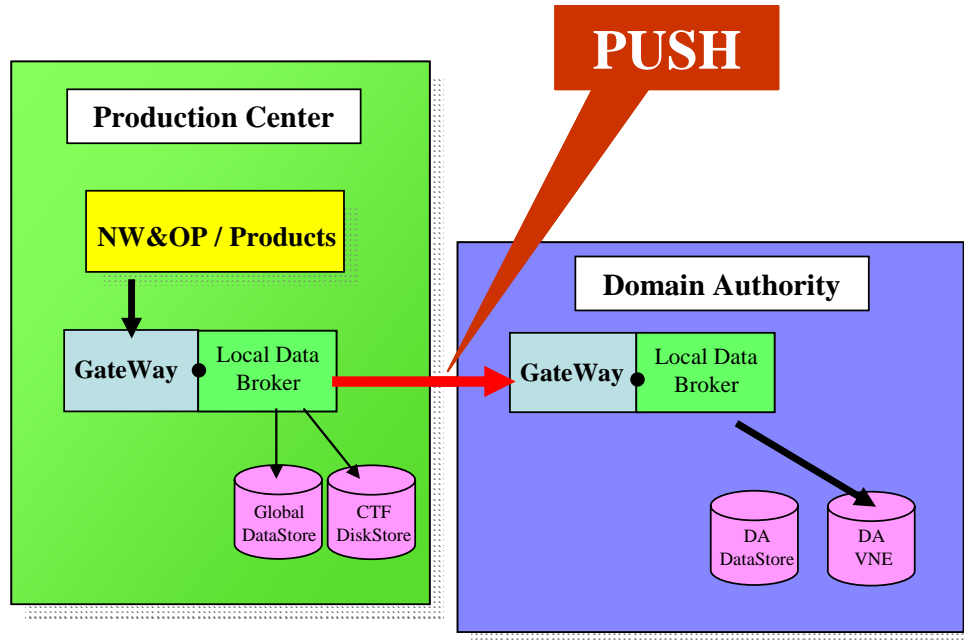 PUSH
Production Center
NW&OP / Products
GateWay
Local Data
Broker
Global
DataStore
CTF
DiskStore
Domain Authority
GateWay
Local Data
Broker
DA
DataStore
DA
VNE